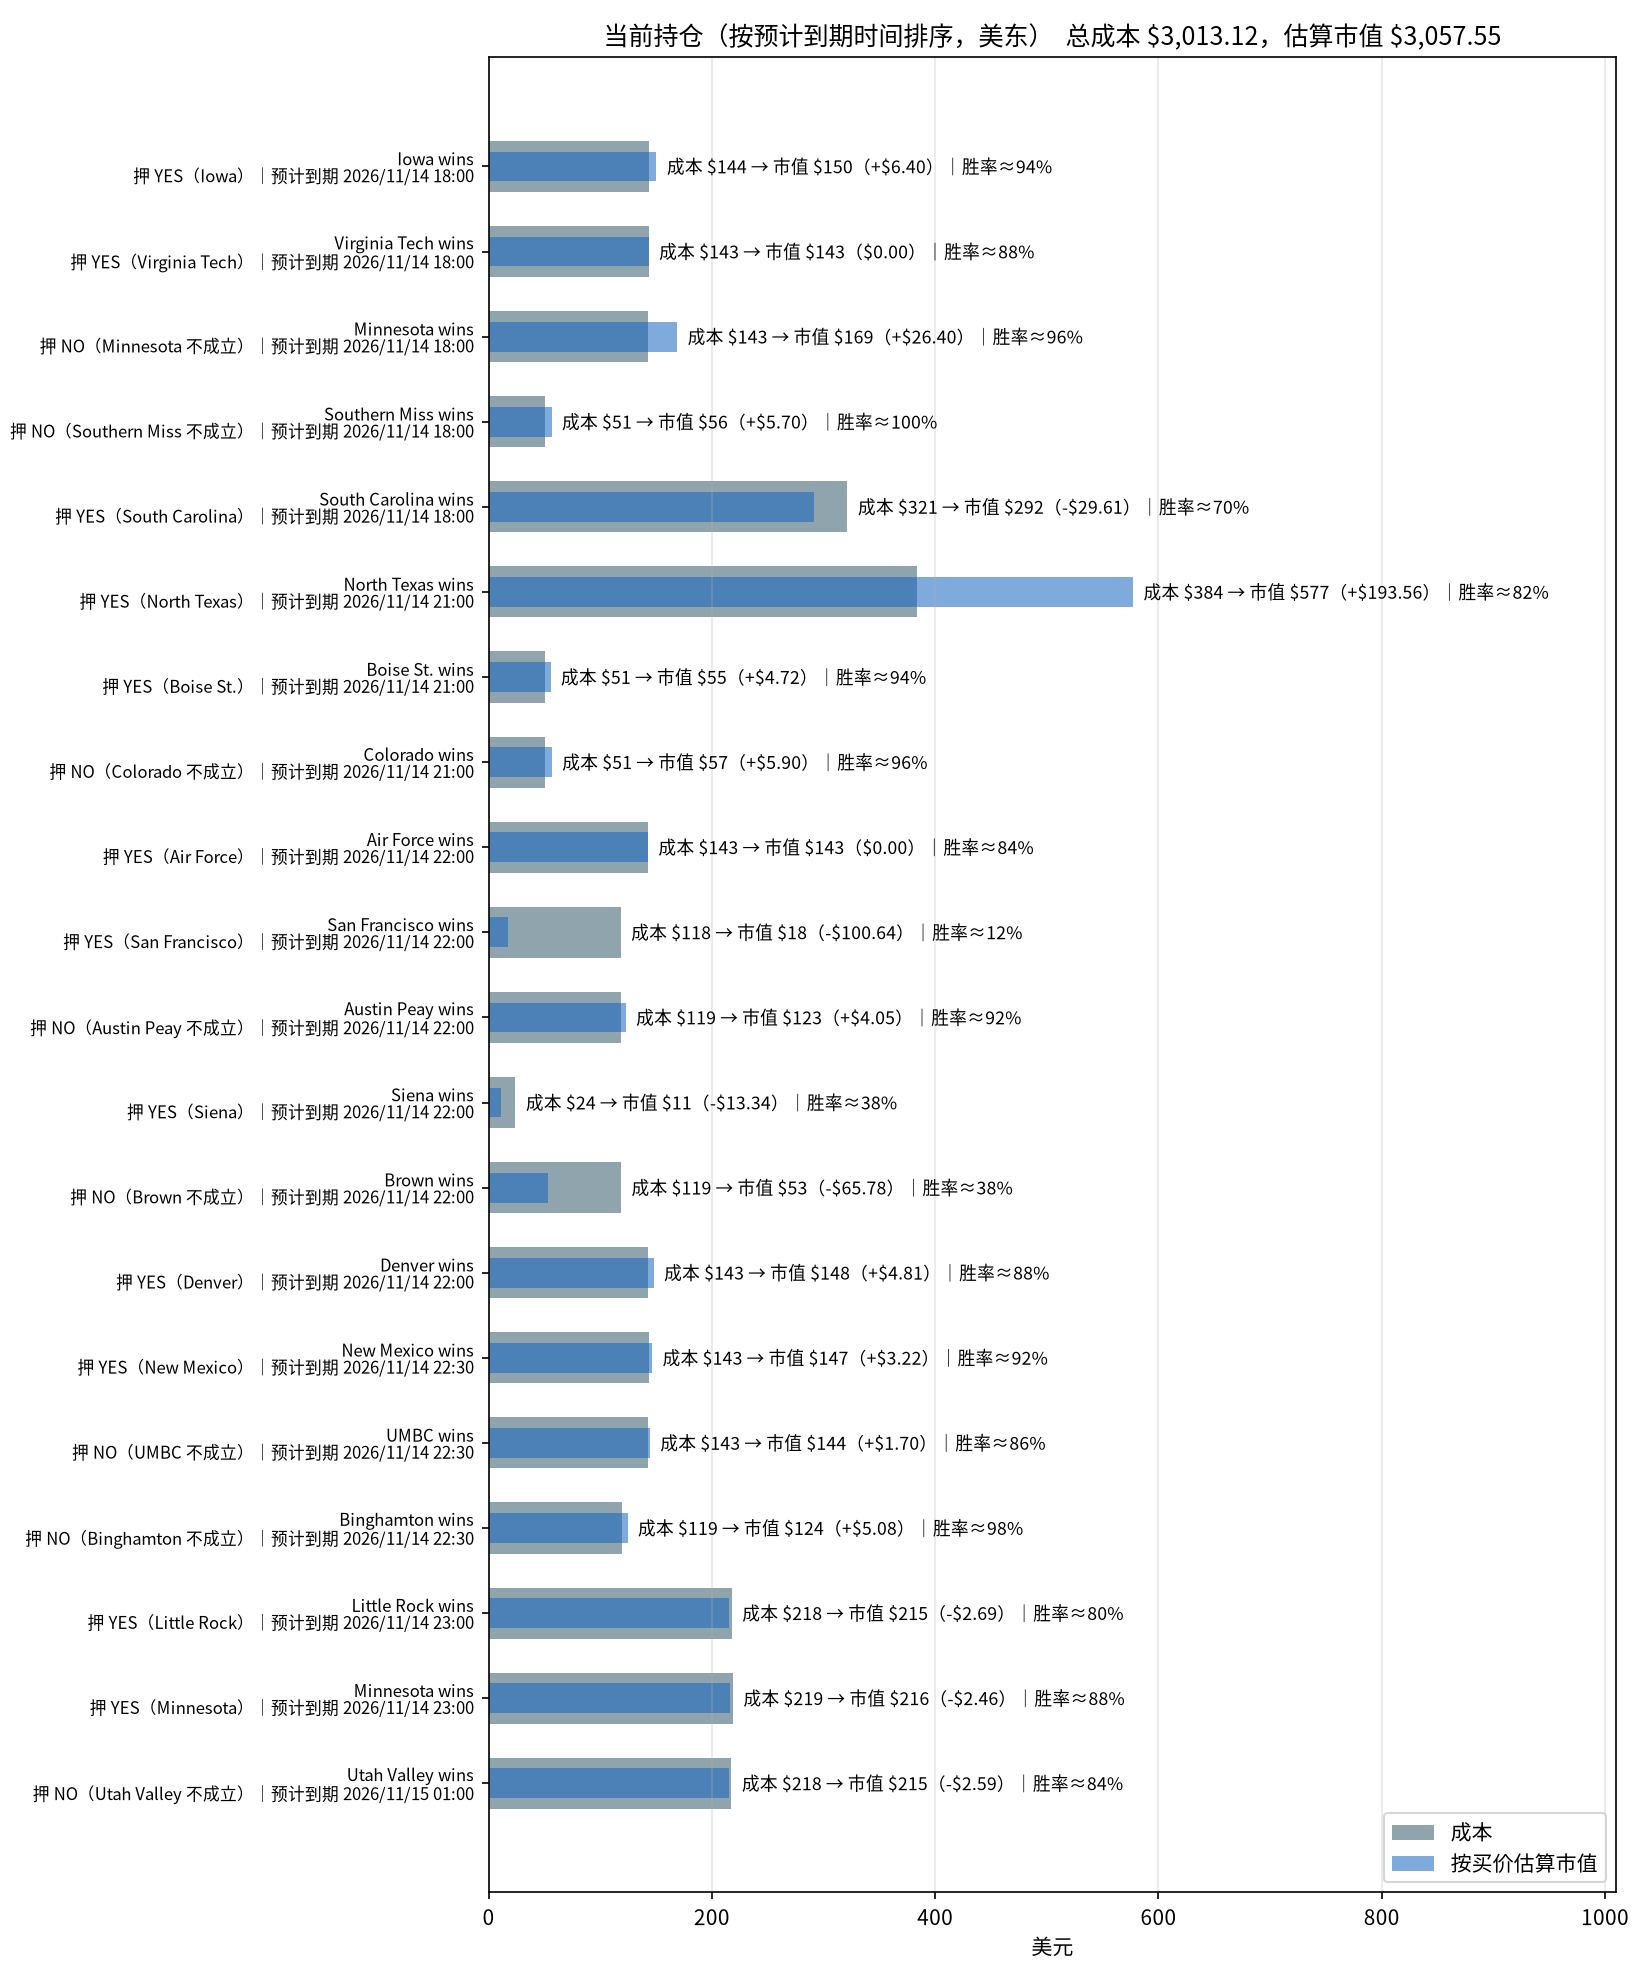 当前持仓（按预计到期时间排序，美东） 总成本 $3,013.12，估算市值 $3,057.55
Iowa wins
押 YES（Iowa）｜预计到期 2026/11/14 18:00
成本 $144 → 市值 $150（+$6.40）｜胜率≈94%
Virginia Tech wins
押 YES（Virginia Tech）｜预计到期 2026/11/14 18:00
成本 $143 → 市值 $143（$0.00）｜胜率≈88%
Minnesota wins
押 NO（Minnesota 不成立）｜预计到期 2026/11/14 18:00
成本 $143 → 市值 $169（+$26.40）｜胜率≈96%
Southern Miss wins
押 NO（Southern Miss 不成立）｜预计到期 2026/11/14 18:00
成本 $51 → 市值 $56（+$5.70）｜胜率≈100%
South Carolina wins
押 YES（South Carolina）｜预计到期 2026/11/14 18:00
成本 $321 → 市值 $292（-$29.61）｜胜率≈70%
North Texas wins
押 YES（North Texas）｜预计到期 2026/11/14 21:00
成本 $384 → 市值 $577（+$193.56）｜胜率≈82%
Boise St. wins
押 YES（Boise St.）｜预计到期 2026/11/14 21:00
成本 $51 → 市值 $55（+$4.72）｜胜率≈94%
Colorado wins
押 NO（Colorado 不成立）｜预计到期 2026/11/14 21:00
成本 $51 → 市值 $57（+$5.90）｜胜率≈96%
Air Force wins
押 YES（Air Force）｜预计到期 2026/11/14 22:00
成本 $143 → 市值 $143（$0.00）｜胜率≈84%
San Francisco wins
押 YES（San Francisco）｜预计到期 2026/11/14 22:00
成本 $118 → 市值 $18（-$100.64）｜胜率≈12%
Austin Peay wins
押 NO（Austin Peay 不成立）｜预计到期 2026/11/14 22:00
成本 $119 → 市值 $123（+$4.05）｜胜率≈92%
Siena wins
押 YES（Siena）｜预计到期 2026/11/14 22:00
成本 $24 → 市值 $11（-$13.34）｜胜率≈38%
Brown wins
押 NO（Brown 不成立）｜预计到期 2026/11/14 22:00
成本 $119 → 市值 $53（-$65.78）｜胜率≈38%
Denver wins
押 YES（Denver）｜预计到期 2026/11/14 22:00
成本 $143 → 市值 $148（+$4.81）｜胜率≈88%
New Mexico wins
押 YES（New Mexico）｜预计到期 2026/11/14 22:30
成本 $143 → 市值 $147（+$3.22）｜胜率≈92%
UMBC wins
押 NO（UMBC 不成立）｜预计到期 2026/11/14 22:30
成本 $143 → 市值 $144（+$1.70）｜胜率≈86%
Binghamton wins
押 NO（Binghamton 不成立）｜预计到期 2026/11/14 22:30
成本 $119 → 市值 $124（+$5.08）｜胜率≈98%
Little Rock wins
押 YES（Little Rock）｜预计到期 2026/11/14 23:00
成本 $218 → 市值 $215（-$2.69）｜胜率≈80%
Minnesota wins
押 YES（Minnesota）｜预计到期 2026/11/14 23:00
成本 $219 → 市值 $216（-$2.46）｜胜率≈88%
Utah Valley wins
押 NO（Utah Valley 不成立）｜预计到期 2026/11/15 01:00
成本 $218 → 市值 $215（-$2.59）｜胜率≈84%
成本
按买价估算市值
0 200 400 600 800 1000
美元